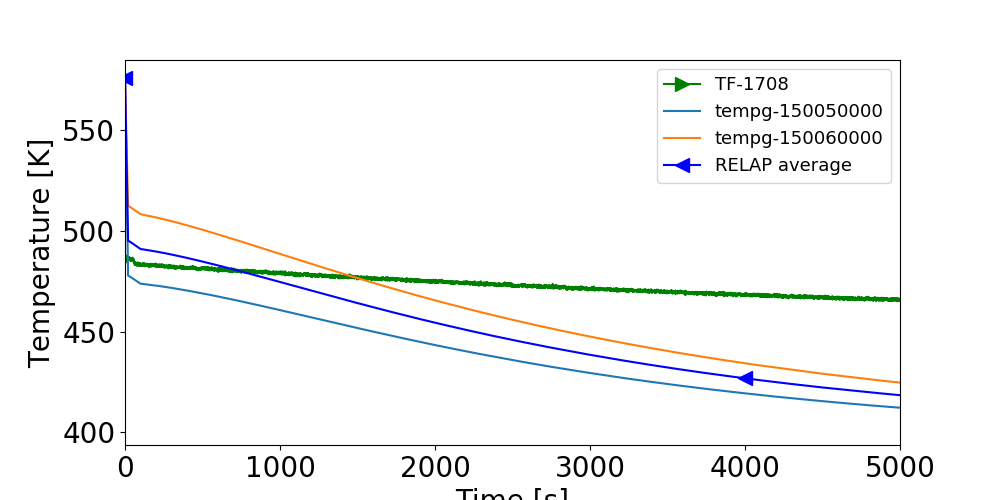 TF-1708
tempg-150050000
tempg-150060000
RELAP average
Temperature [K]
550
500
450
400
0 1000 2000 3000 4000 5000
Time [s]